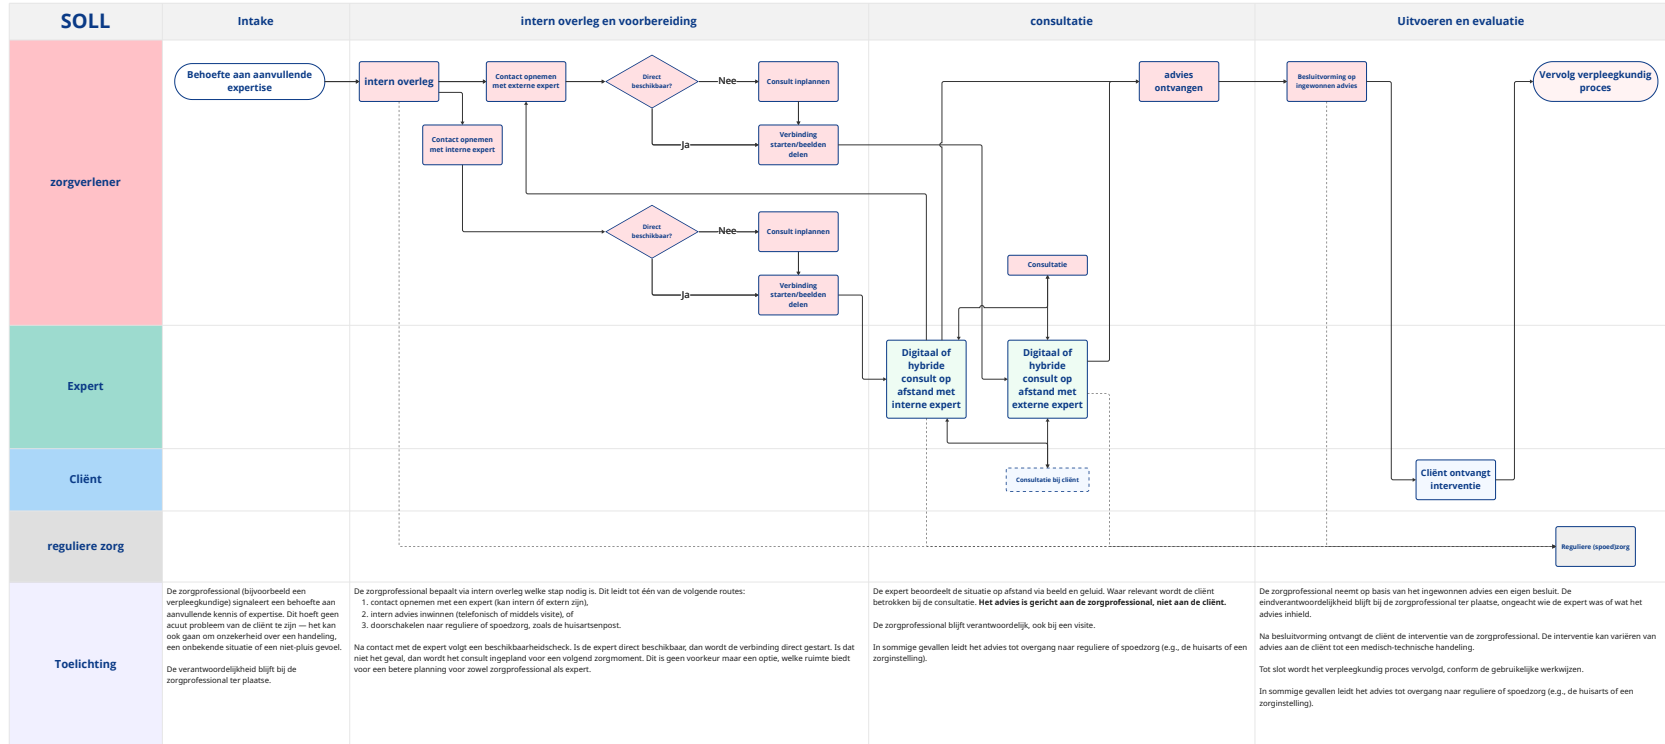 SOLL
Intake
intern overleg en voorbereiding
consultatie
Uitvoeren en evaluatie
zorgverlener
Behoefte aan aanvullende
expertise
intern overleg
Contact opnemen
met externe expert
Direct
beschikbaar?
Nee
Consult inplannen
Contact opnemen
met interne expert
Ja
Verbinding
starten/beelden
delen
Direct
beschikbaar?
Nee
Consult inplannen
Ja
Verbinding
starten/beelden
delen
advies
ontvangen
Consultatie
Besluitvorming op
ingewonnen advies
Vervolg verpleegkundig
proces
Expert
Digitaal of
hybride
consult op
afstand met
interne expert
Digitaal of
hybride
consult op
afstand met
externe expert
Cliënt
Consultatie bij cliënt
Cliënt ontvangt
interventie
reguliere zorg
Reguliere (spoed)zorg
Toelichting
De zorgprofessional (bijvoorbeeld een
verpleegkundige) signaleert een behoefte aan
aanvullende kennis of expertise. Dit hoeft geen
acuut probleem van de cliënt te zijn — het kan
ook gaan om onzekerheid over een handeling,
een onbekende situatie of een niet-pluis gevoel.
De verantwoordelijkheid blijft bij de
zorgprofessional ter plaatse.
De zorgprofessional bepaalt via intern overleg welke stap nodig is. Dit leidt tot één van de volgende routes:
1. contact opnemen met een expert (kan intern óf extern zijn),
2. intern advies inwinnen (telefonisch of middels visite), of
3. doorschakelen naar reguliere of spoedzorg, zoals de huisartsenpost.
Na contact met de expert volgt een beschikbaarheidscheck. Is de expert direct beschikbaar, dan wordt de verbinding direct gestart. Is dat
niet het geval, dan wordt het consult ingepland voor een volgend zorgmoment. Dit is geen voorkeur maar een optie, welke ruimte biedt
voor een betere planning voor zowel zorgprofessional als expert.
De expert beoordeelt de situatie op afstand via beeld en geluid. Waar relevant wordt de cliënt
betrokken bij de consultatie. Het advies is gericht aan de zorgprofessional, niet aan de cliënt.
De zorgprofessional blijft verantwoordelijk, ook bij een visite.
In sommige gevallen leidt het advies tot overgang naar reguliere of spoedzorg (e.g., de huisarts of een
zorginstelling).
De zorgprofessional neemt op basis van het ingewonnen advies een eigen besluit. De
eindverantwoordelijkheid blijft bij de zorgprofessional ter plaatse, ongeacht wie de expert was of wat het
advies inhield.
Na besluitvorming ontvangt de cliënt de interventie van de zorgprofessional. De interventie kan variëren van
advies aan de cliënt tot een medisch-technische handeling.
Tot slot wordt het verpleegkundig proces vervolgd, conform de gebruikelijke werkwijzen.
In sommige gevallen leidt het advies tot overgang naar reguliere of spoedzorg (e.g., de huisarts of een
zorginstelling).